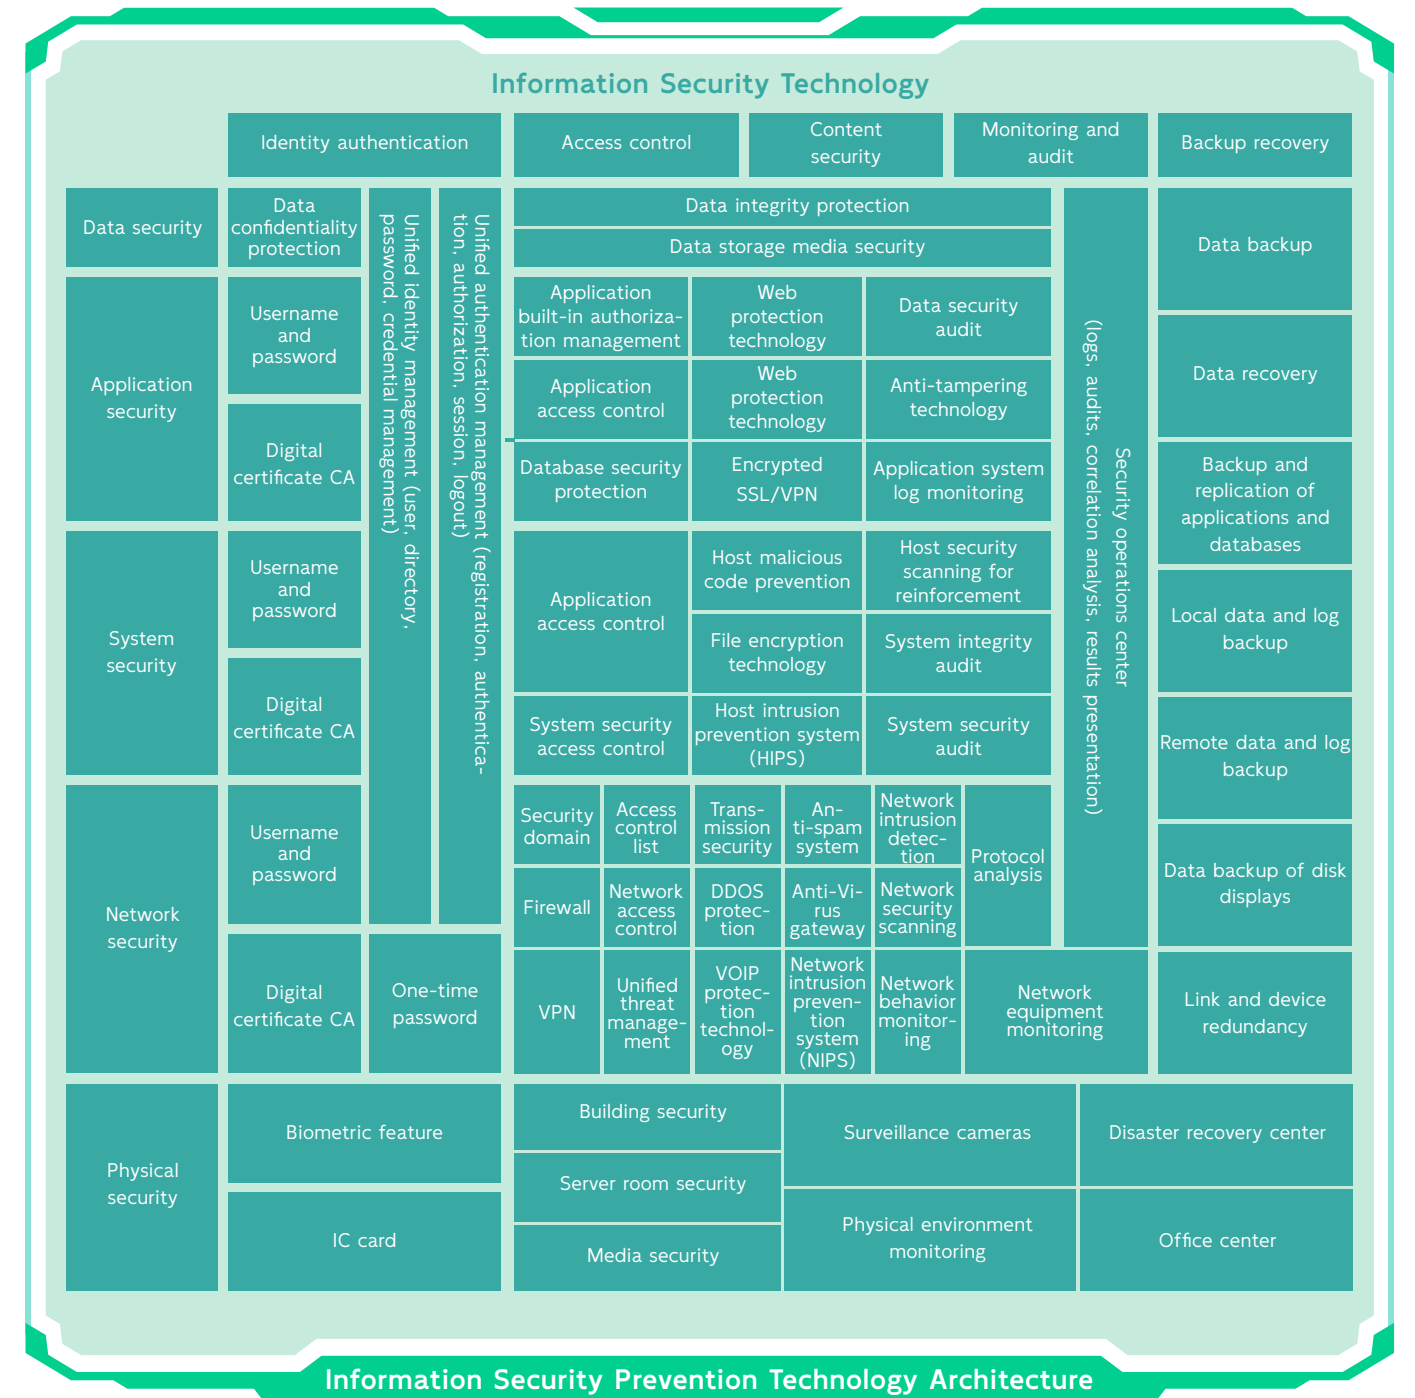 Information Security Technology
Identity authentication
Access control
Content
security
Monitoring and
audit
Backup recovery
Data security
Data
confidentiality
protection
Unified identity management (user, directory,
password, credential management)
Unified authentication management (registration, authentica-
tion, authorization, session, logout)
Data integrity protection
Data storage media security
Security operations center
(logs, audits, correlation analysis, results presentation)
Data backup
Application
security
Username
and
password
Digital
certificate CA
Application
built-in authoriza-
tion management
Web
protection
technology
Data security
audit
Application
access control
Web
protection
technology
Anti-tampering
technology
Database security
protection
Encrypted
SSL/VPN
Application system
log monitoring
Data recovery
Backup and
replication of
applications and
databases
System
security
Username
and
password
Digital
certificate CA
Application
access control
Host malicious
code prevention
Host security
scanning for
reinforcement
File encryption
technology
System integrity
audit
System security
access control
Host intrusion
prevention system
(HIPS)
System security
audit
Local data and log
backup
Remote data and log
backup
Network
security
Username
and
password
Digital
certificate CA
One-time
password
Security
domain
Access
control
list
Trans-
mission
security
An-
ti-spam
system
Network
intrusion
detec-
tion
Protocol
analysis
Firewall
Network
access
control
DDOS
protec-
tion
Anti-Vi-
rus
gateway
Network
security
scanning
VPN
Unified
threat
manage-
ment
VOIP
protec-
tion
technol-
ogy
Network
intrusion
preven-
tion
system
(NIPS)
Network
behavior
monitor-
ing
Network
equipment
monitoring
Data backup of disk
displays
Link and device
redundancy
Physical
security
Biometric feature
IC card
Building security
Server room security
Media security
Surveillance cameras
Physical environment
monitoring
Disaster recovery center
Office center
Information Security Prevention Technology Architecture